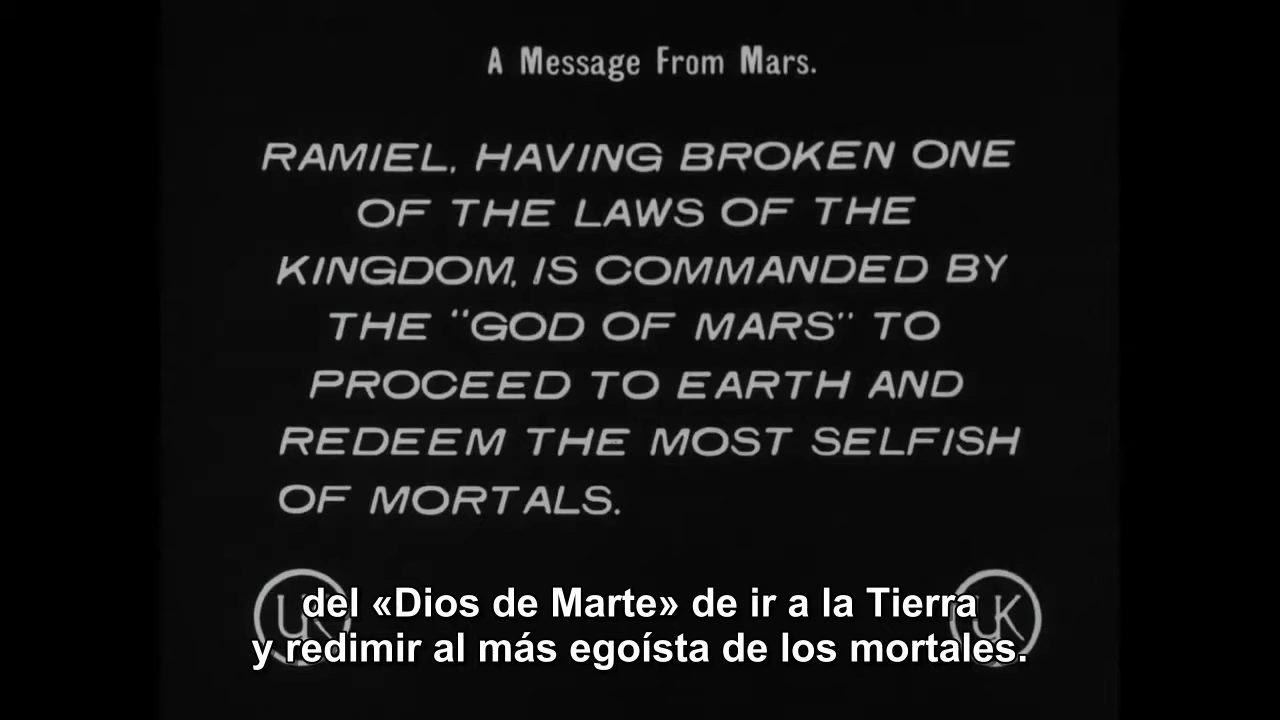 A Message From Mars.
RAMIEL, HAVING BROKEN ONE
OF THE LAWS OF THE
KINGDOM, IS COMMANDED BY
THE "GOD OF MARS" TO
PROCEED TO EARTH AND
REDEEM THE MOST SELFISH
OF MORTALS.
UK UK
del «Dios de Marte» de ir a la Tierra
y redimir al más egoísta de los mortales.